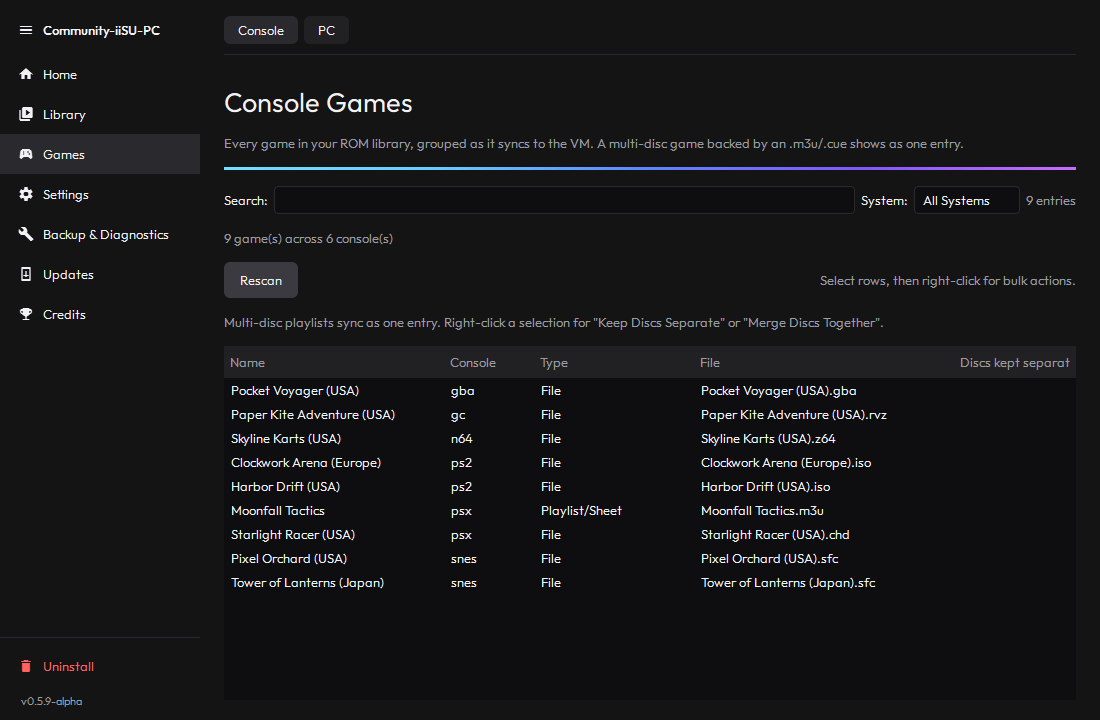 Community-iiSU-PC
Home
Library
Games
Settings
Backup & Diagnostics
Updates
Credits
Uninstall
v0.5.9-alpha
Console PC
Console Games
Every game in your ROM library, grouped as it syncs to the VM. A multi-disc game backed by an .m3u/.cue shows as one entry.
Search: System: All Systems 9 entries
9 game(s) across 6 console(s)
Rescan Select rows, then right-click for bulk actions.
Multi-disc playlists sync as one entry. Right-click a selection for "Keep Discs Separate" or "Merge Discs Together".
Name Console Type File Discs kept separat
Pocket Voyager (USA) gba File Pocket Voyager (USA).gba
Paper Kite Adventure (USA) gc File Paper Kite Adventure (USA).rvz
Skyline Karts (USA) n64 File Skyline Karts (USA).z64
Clockwork Arena (Europe) ps2 File Clockwork Arena (Europe).iso
Harbor Drift (USA) ps2 File Harbor Drift (USA).iso
Moonfall Tactics psx Playlist/Sheet Moonfall Tactics.m3u
Starlight Racer (USA) psx File Starlight Racer (USA).chd
Pixel Orchard (USA) snes File Pixel Orchard (USA).sfc
Tower of Lanterns (Japan) snes File Tower of Lanterns (Japan).sfc